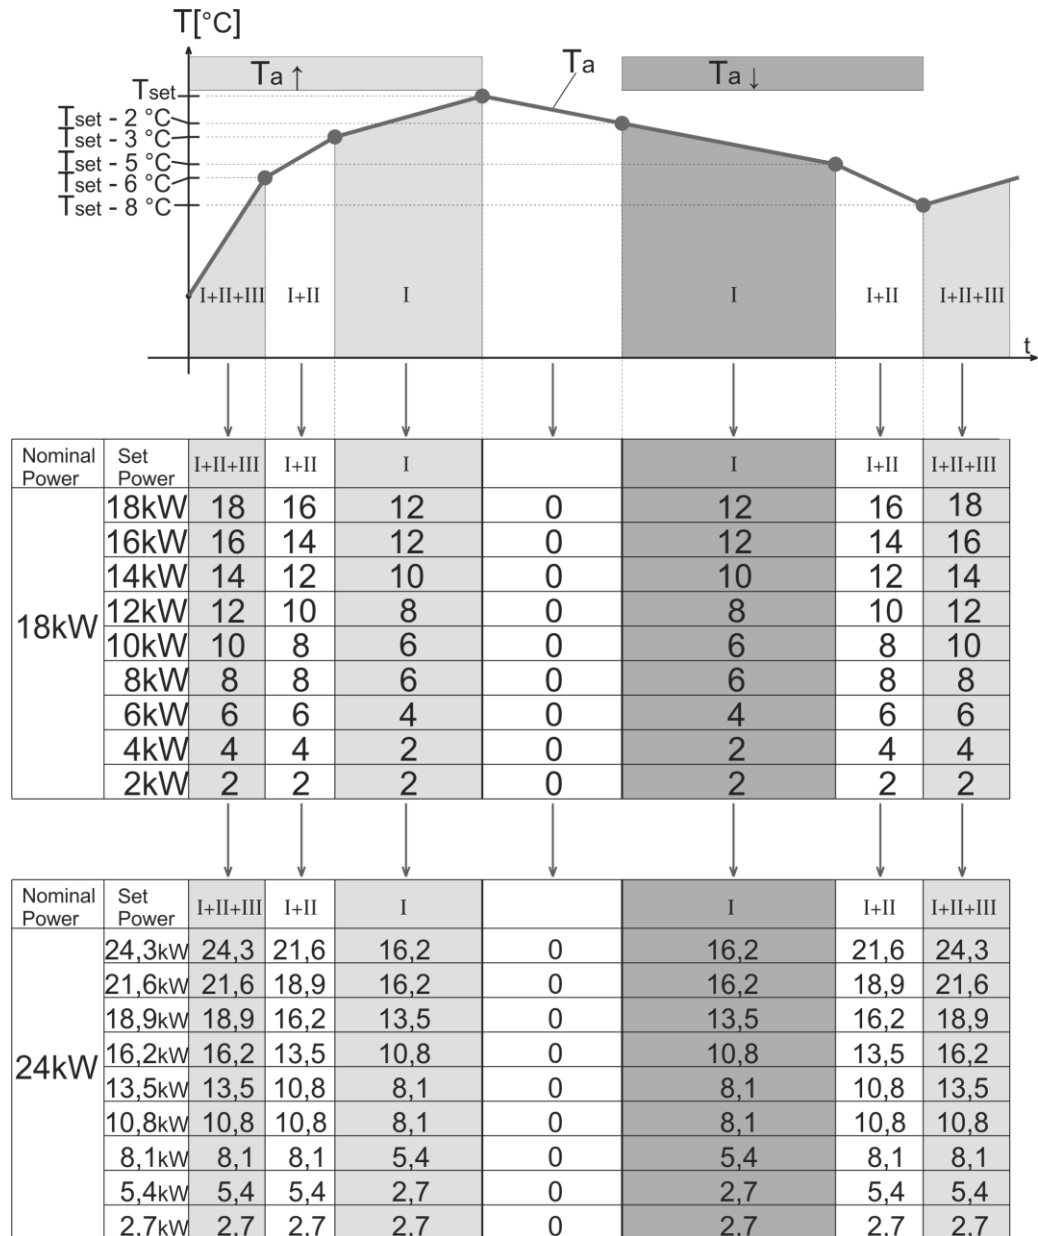 T[°C]
Ta ↑
Ta
Ta ↓
Tset
Tset - 2 °C
Tset - 3 °C
Tset - 5 °C
Tset - 6 °C
Tset - 8 °C
I+II+III I+II I I I+II I+II+III
t
Nominal Power Set Power I+II+III I+II I I I+II I+II+III
18kW
18kW 18 16 12 0 12 16 18
16kW 16 14 12 0 12 14 16
14kW 14 12 10 0 10 12 14
12kW 12 10 8 0 8 10 12
10kW 10 8 6 0 6 8 10
8kW 8 8 6 0 6 8 8
6kW 6 6 4 0 4 6 6
4kW 4 4 2 0 2 4 4
2kW 2 2 2 0 2 2 2
Nominal Power Set Power I+II+III I+II I I I+II I+II+III
24kW
24,3kW 24,3 21,6 16,2 0 16,2 21,6 24,3
21,6kW 21,6 18,9 16,2 0 16,2 18,9 21,6
18,9kW 18,9 16,2 13,5 0 13,5 16,2 18,9
16,2kW 16,2 13,5 10,8 0 10,8 13,5 16,2
13,5kW 13,5 10,8 8,1 0 8,1 10,8 13,5
10,8kW 10,8 10,8 8,1 0 8,1 10,8 10,8
8,1kW 8,1 8,1 5,4 0 5,4 8,1 8,1
5,4kW 5,4 5,4 2,7 0 2,7 5,4 5,4
2,7kW 2,7 2,7 2,7 0 2,7 2,7 2,7